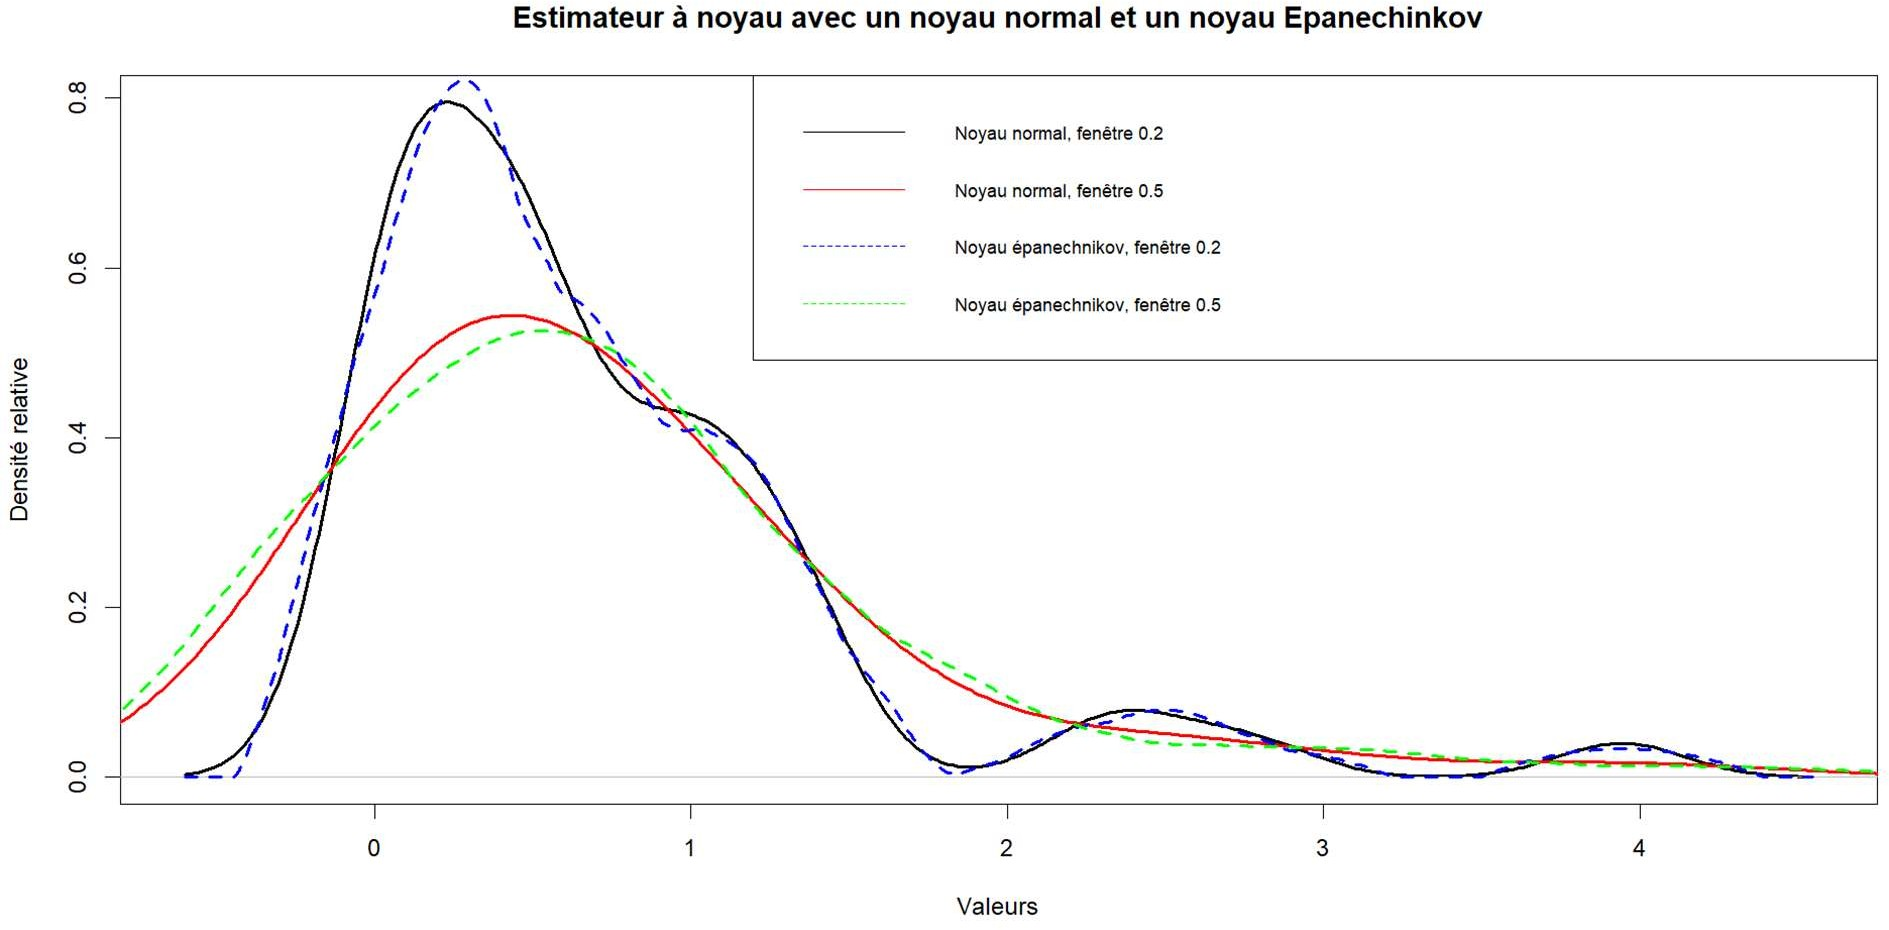 Estimateur à noyau avec un noyau normal et un noyau Epanechinkov
Noyau normal, fenêtre 0.2
Noyau normal, fenêtre 0.5
Noyau épanechnikov, fenêtre 0.2
Noyau épanechnikov, fenêtre 0.5
Densité relative
0.8
0.6
0.4
0.2
0.0
0 1 2 3 4
Valeurs